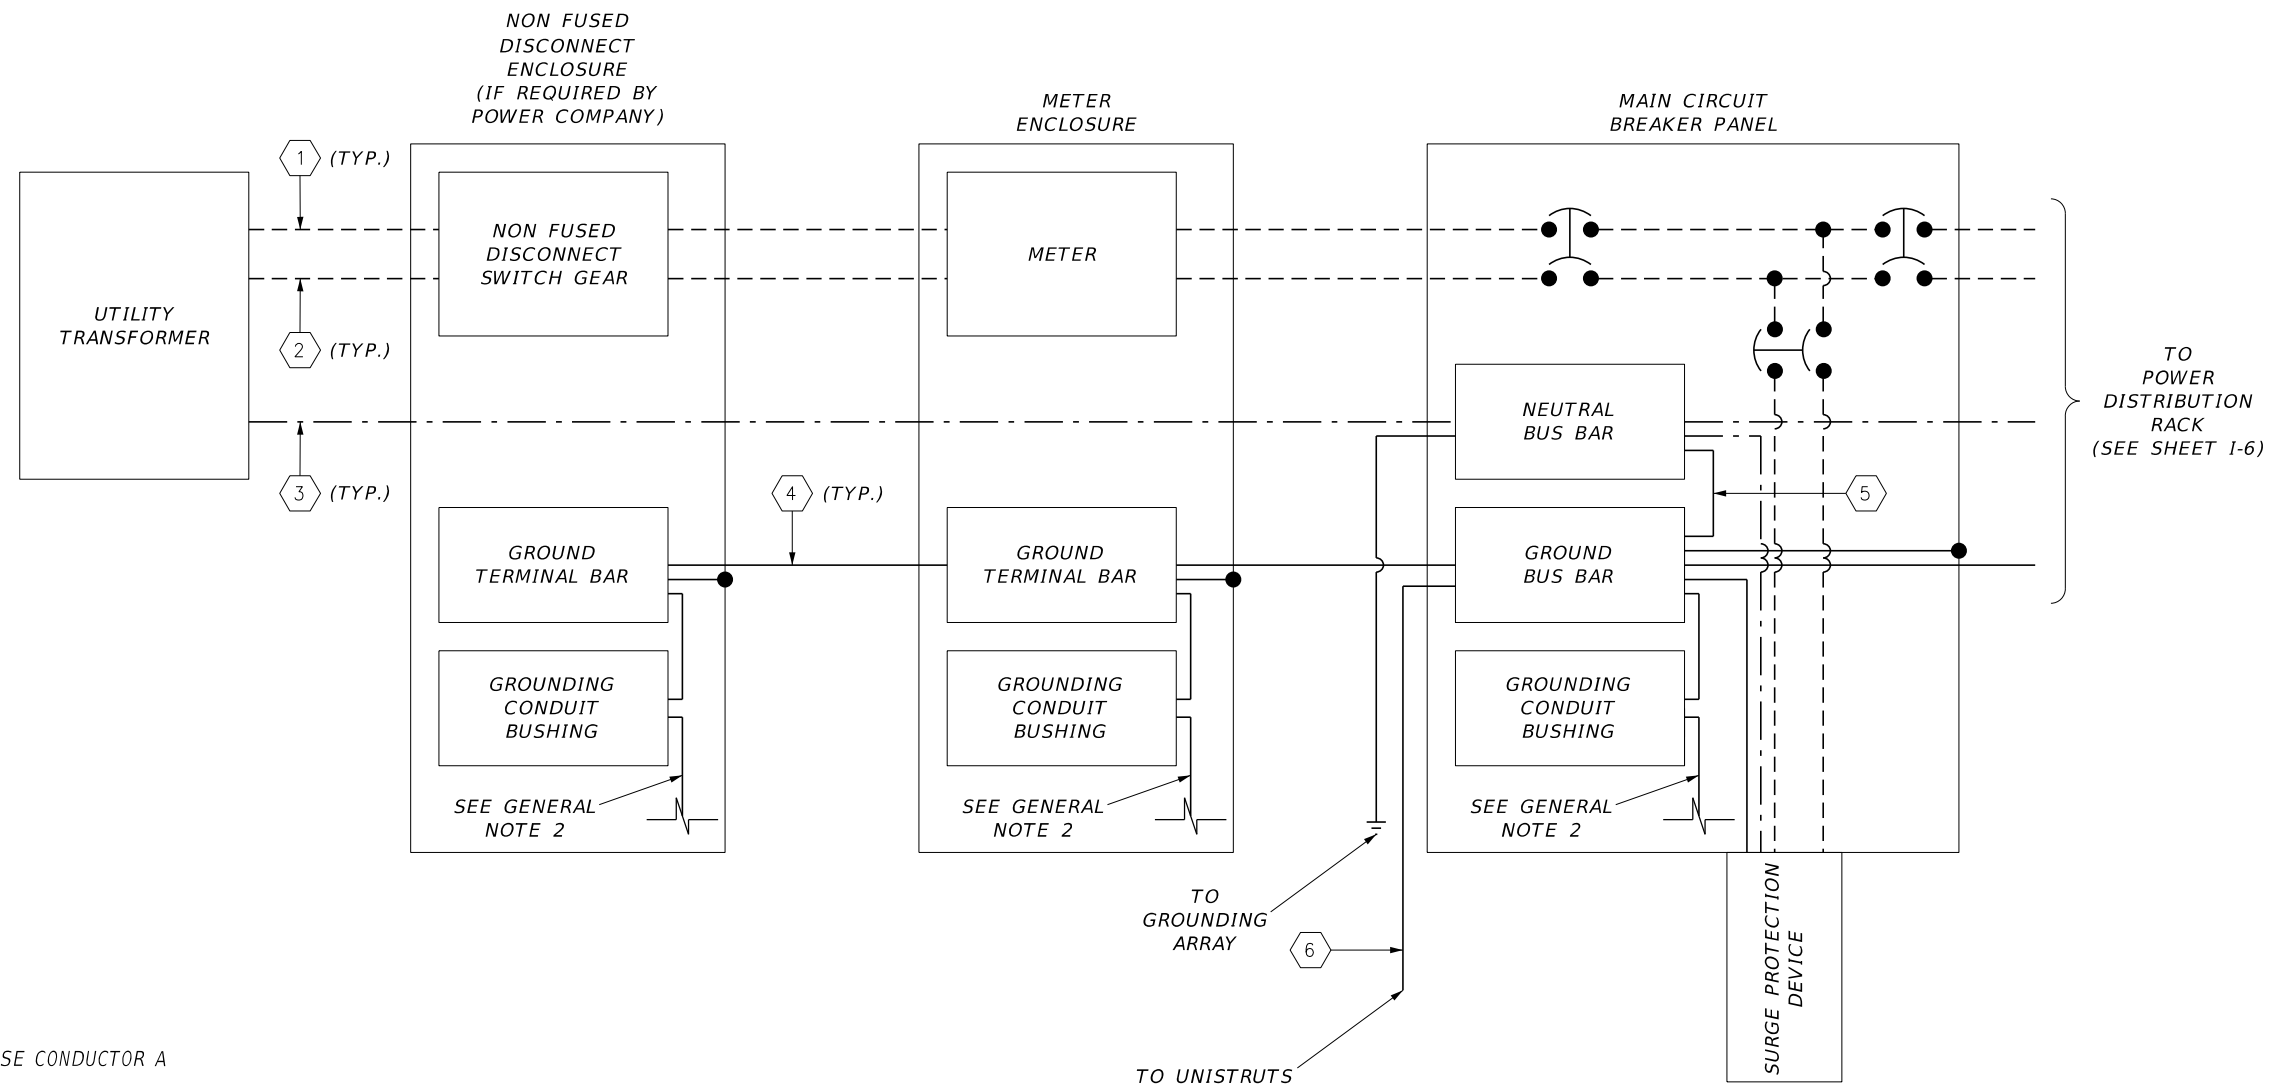 NON FUSED
DISCONNECT
ENCLOSURE
(IF REQUIRED BY
POWER COMPANY)
METER
ENCLOSURE
MAIN CIRCUIT
BREAKER PANEL
1 (TYP.)
UTILITY
TRANSFORMER
2 (TYP.)
3 (TYP.)
NON FUSED
DISCONNECT
SWITCH GEAR
METER
NEUTRAL
BUS BAR
TO
POWER
DISTRIBUTION
RACK
(SEE SHEET I-6)
4 (TYP.)
5
GROUND
TERMINAL BAR
GROUND
TERMINAL BAR
GROUND
BUS BAR
GROUNDING
CONDUIT
BUSHING
GROUNDING
CONDUIT
BUSHING
GROUNDING
CONDUIT
BUSHING
SEE GENERAL
NOTE 2
SEE GENERAL
NOTE 2
SEE GENERAL
NOTE 2
TO
GROUNDING
ARRAY
6
TO UNISTRUTS
SURGE PROTECTION
DEVICE
SE CONDUCTOR A